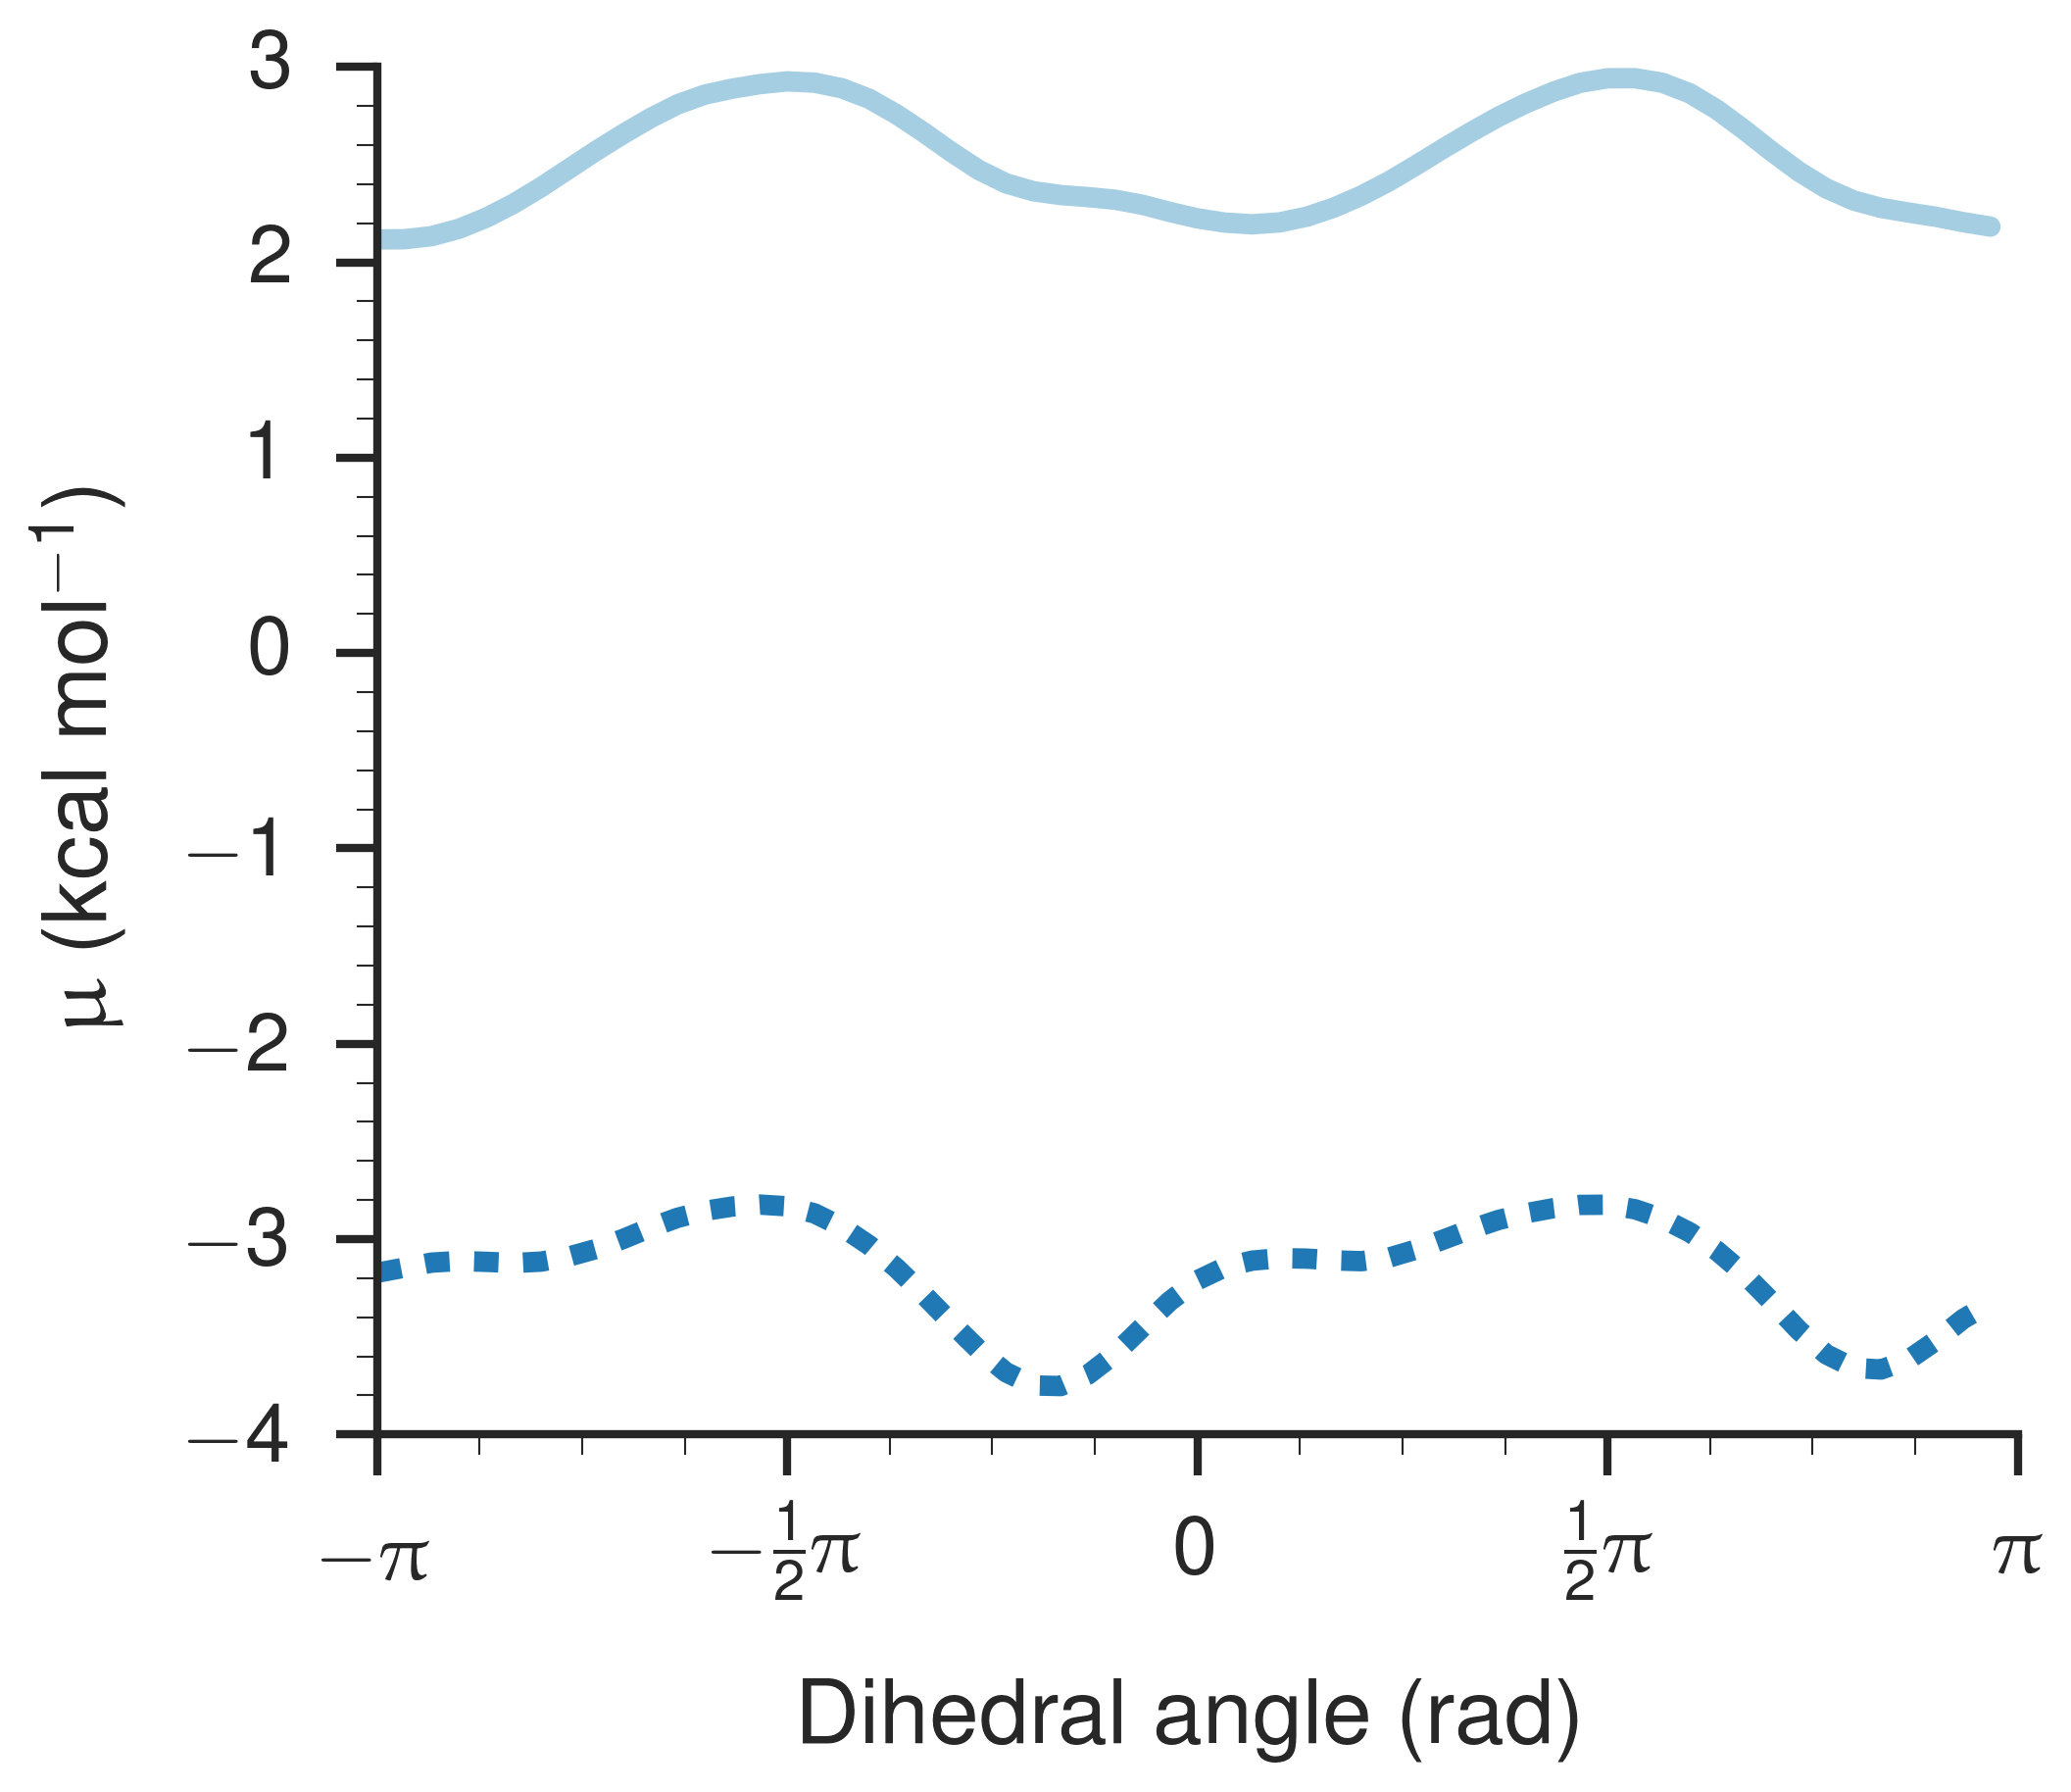 μ (kcal mol⁻¹)
3
2
1
0
−1
−2
−3
−4
−π
−½π
0
½π
π
Dihedral angle (rad)